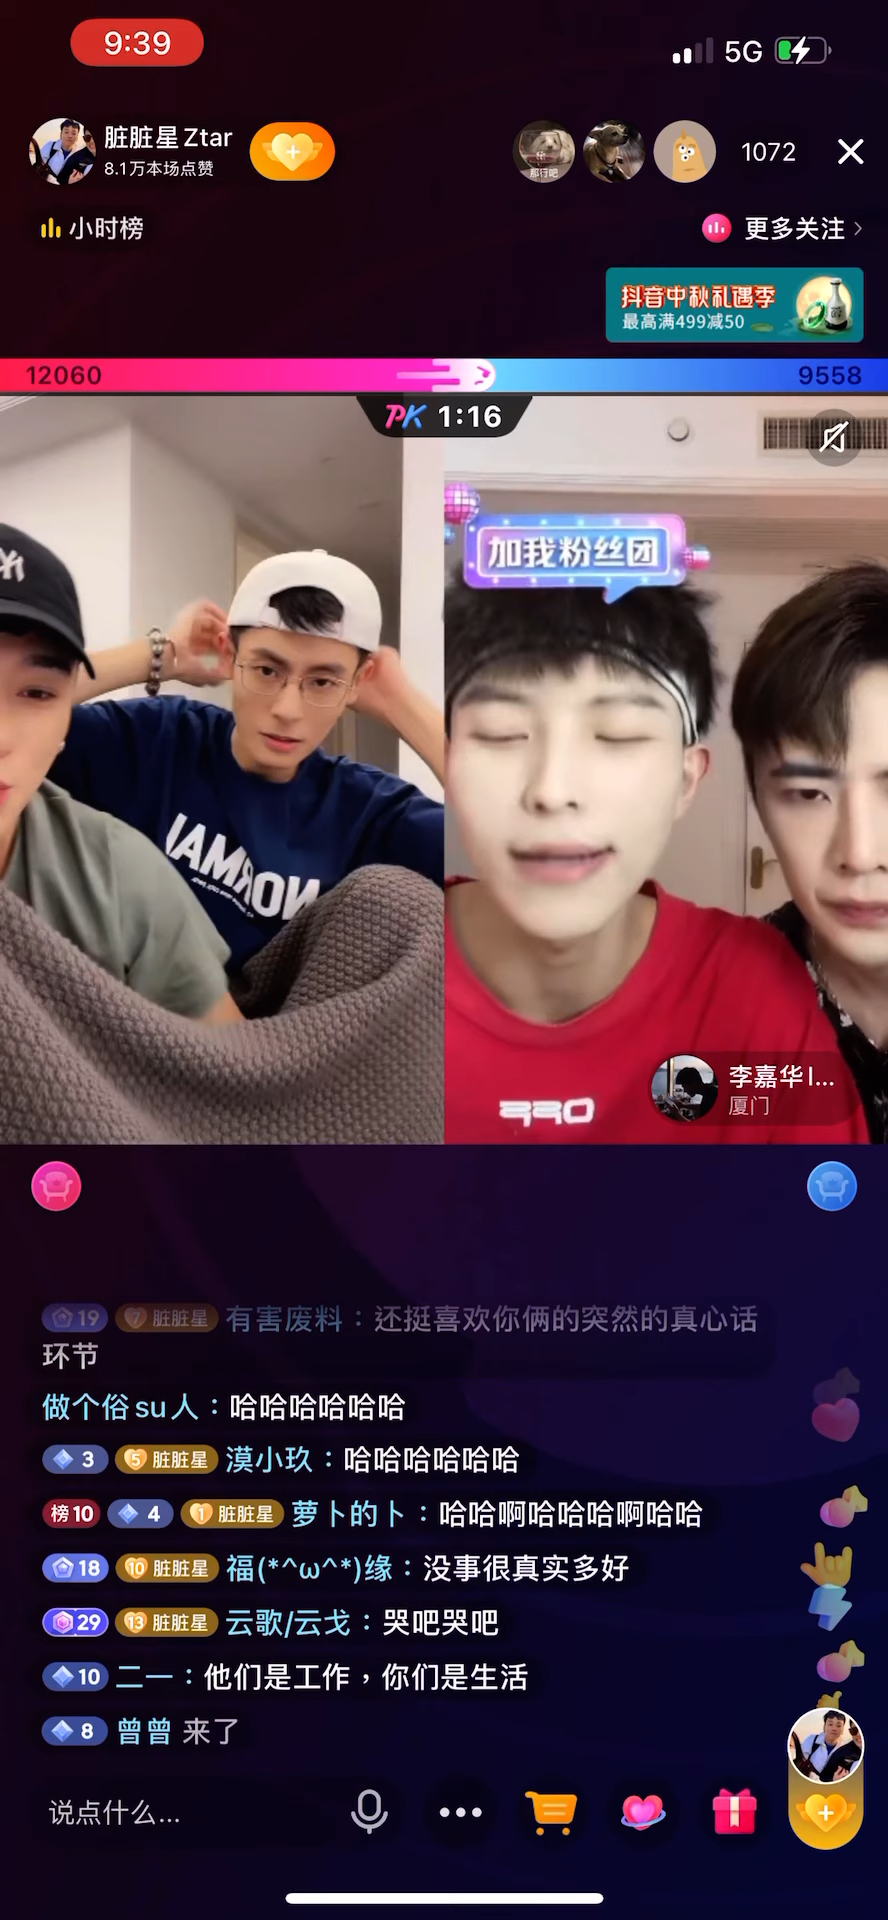 9:39
5G
脏脏星Ztar
8.1万本场点赞
那行吧
1072
小时榜
更多关注
抖音中秋礼遇季
最高满499减50
12060
9558
PK 1:16
加我粉丝团
NORMAL
李嘉华|...
厦门
19 7 脏脏星 有害废料：还挺喜欢你俩的突然的真心话
环节
做个俗su人：哈哈哈哈哈哈
3 5 脏脏星 漠小玖：哈哈哈哈哈哈
榜10 4 1 脏脏星 萝卜的卜：哈哈啊哈哈哈啊哈哈
18 10 脏脏星 福(*^ω^*)缘：没事很真实多好
29 13 脏脏星 云歌/云戈：哭吧哭吧
10 二一：他们是工作，你们是生活
8 曾曾 来了
说点什么...